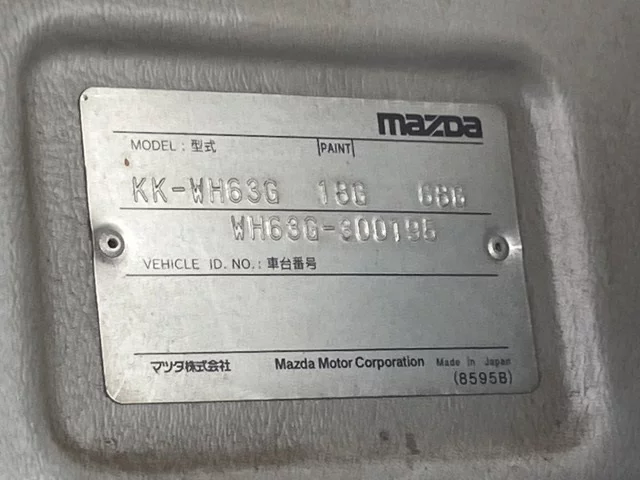 mazda
MODEL : 型式 PAINT
KK-WH63G 18G GBG
WH63G-300195
VEHICLE ID. NO. : 車台番号
マツダ株式会社 Mazda Motor Corporation Made in Japan
(8595B)